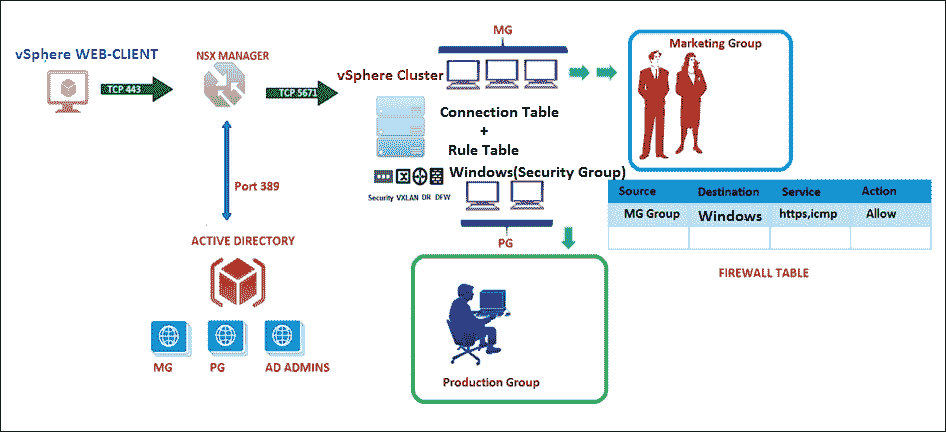 MG
vSphere WEB-CLIENT
NSX MANAGER
Marketing Group
TCP 443
TCP 5671
vSphere Cluster
Connection Table
+
Rule Table
Windows(Security Group)
Security VXLAN DR DFW
Port 389
PG
Source Destination Service Action
MG Group Windows https,icmp Allow
FIREWALL TABLE
ACTIVE DIRECTORY
MG PG AD ADMINS
Production Group